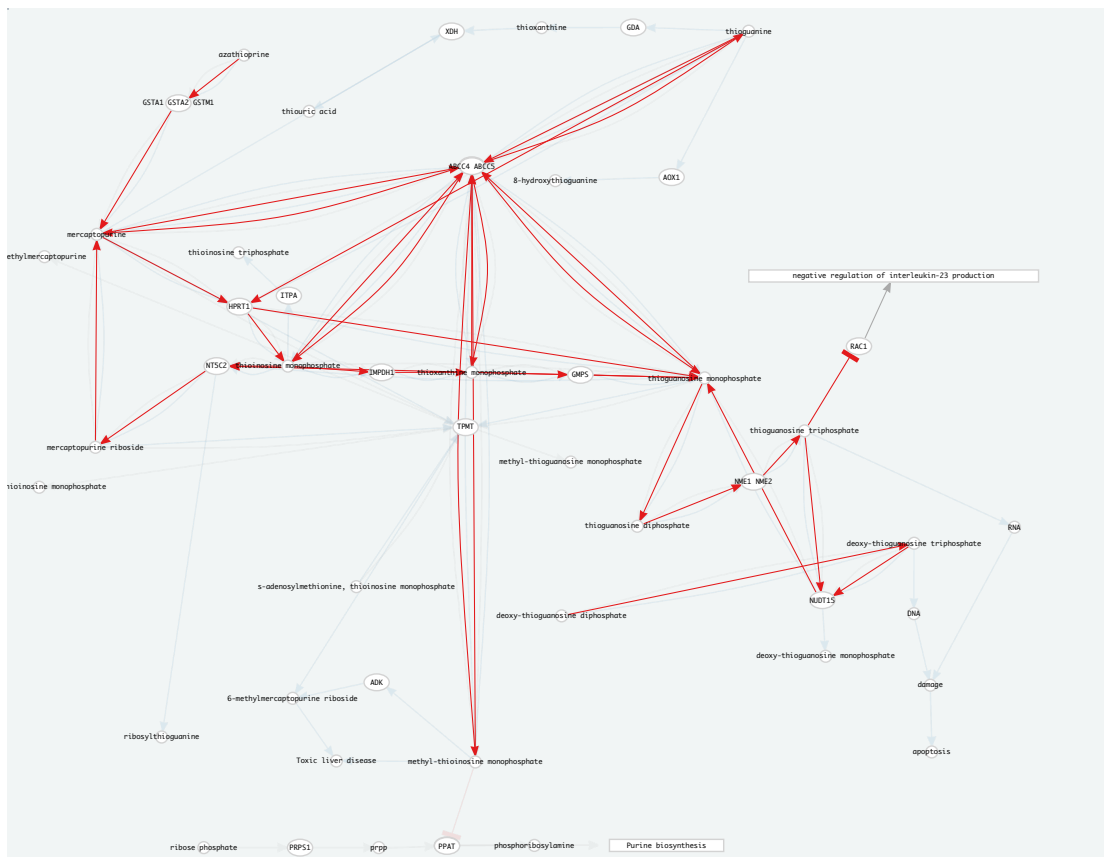 thioxanthine
GDA
XDH
thioguanine
azathioprine
GSTA1 GSTA2 GSTM1
thiouric acid
ABCC4 ABCC5
8-hydroxythioguanine
AOX1
mercaptopurine
thioinosine triphosphate
ethylmercaptopurine
negative regulation of interleukin-23 production
ITPA
HPRT1
RAC1
NT5C2
thioinosine monophosphate
IMPDH1
thioxanthine monophosphate
GMPS
thioguanosine monophosphate
TPMT
thioguanosine triphosphate
mercaptopurine riboside
methyl-thioguanosine monophosphate
NME1 NME2
hioinosine monophosphate
thioguanosine diphosphate
RNA
deoxy-thioguanosine triphosphate
s-adenosylmethionine, thioinosine monophosphate
NUDT15
deoxy-thioguanosine diphosphate
DNA
deoxy-thioguanosine monophosphate
ADK
damage
6-methylmercaptopurine riboside
ribosylthioguanine
apoptosis
Toxic liver disease
methyl-thioinosine monophosphate
ribose phosphate
PRPS1
prpp
PPAT
phosphoribosylamine
Purine biosynthesis